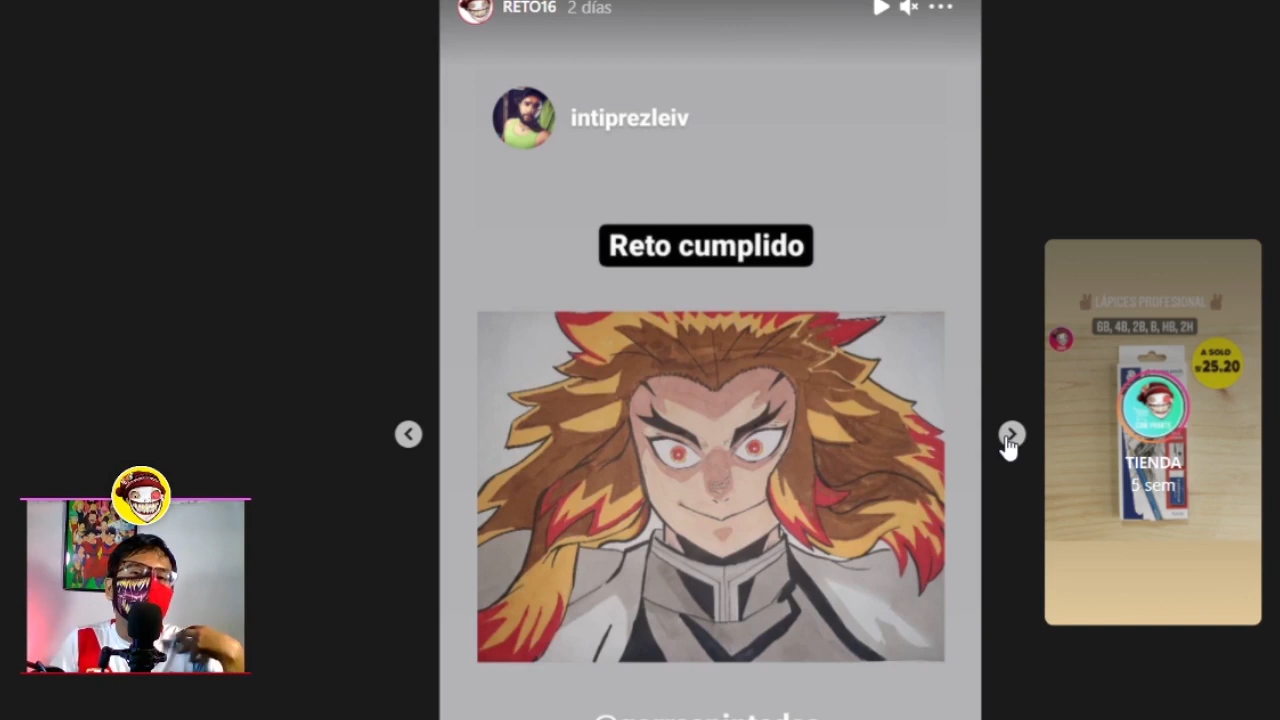 RETO16 2 días
intiprezleiv
Reto cumplido
LÁPICES PROFESIONAL
6B, 4B, 2B, B, HB, 2H
A SOLO
25.20
TIENDA
5 sem